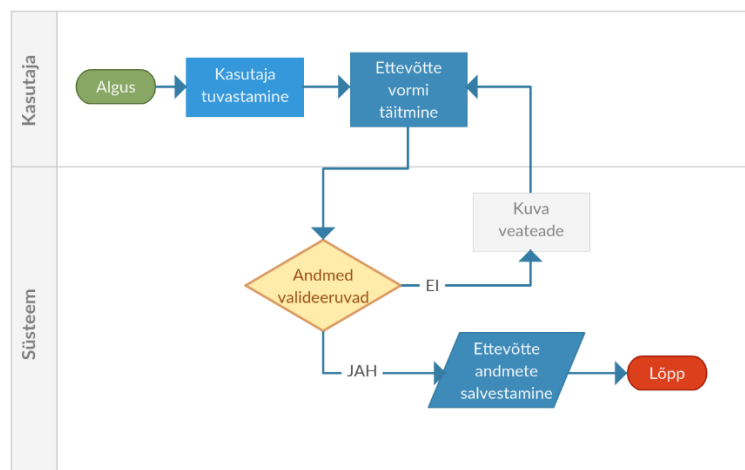 Kasutaja
Algus
Kasutaja
tuvastamine
Ettevõtte
vormi
täitmine
Süsteem
Kuva
veateade
Andmed
valideeruvad
EI
JAH
Ettevõtte
andmete
salvestamine
Lõpp